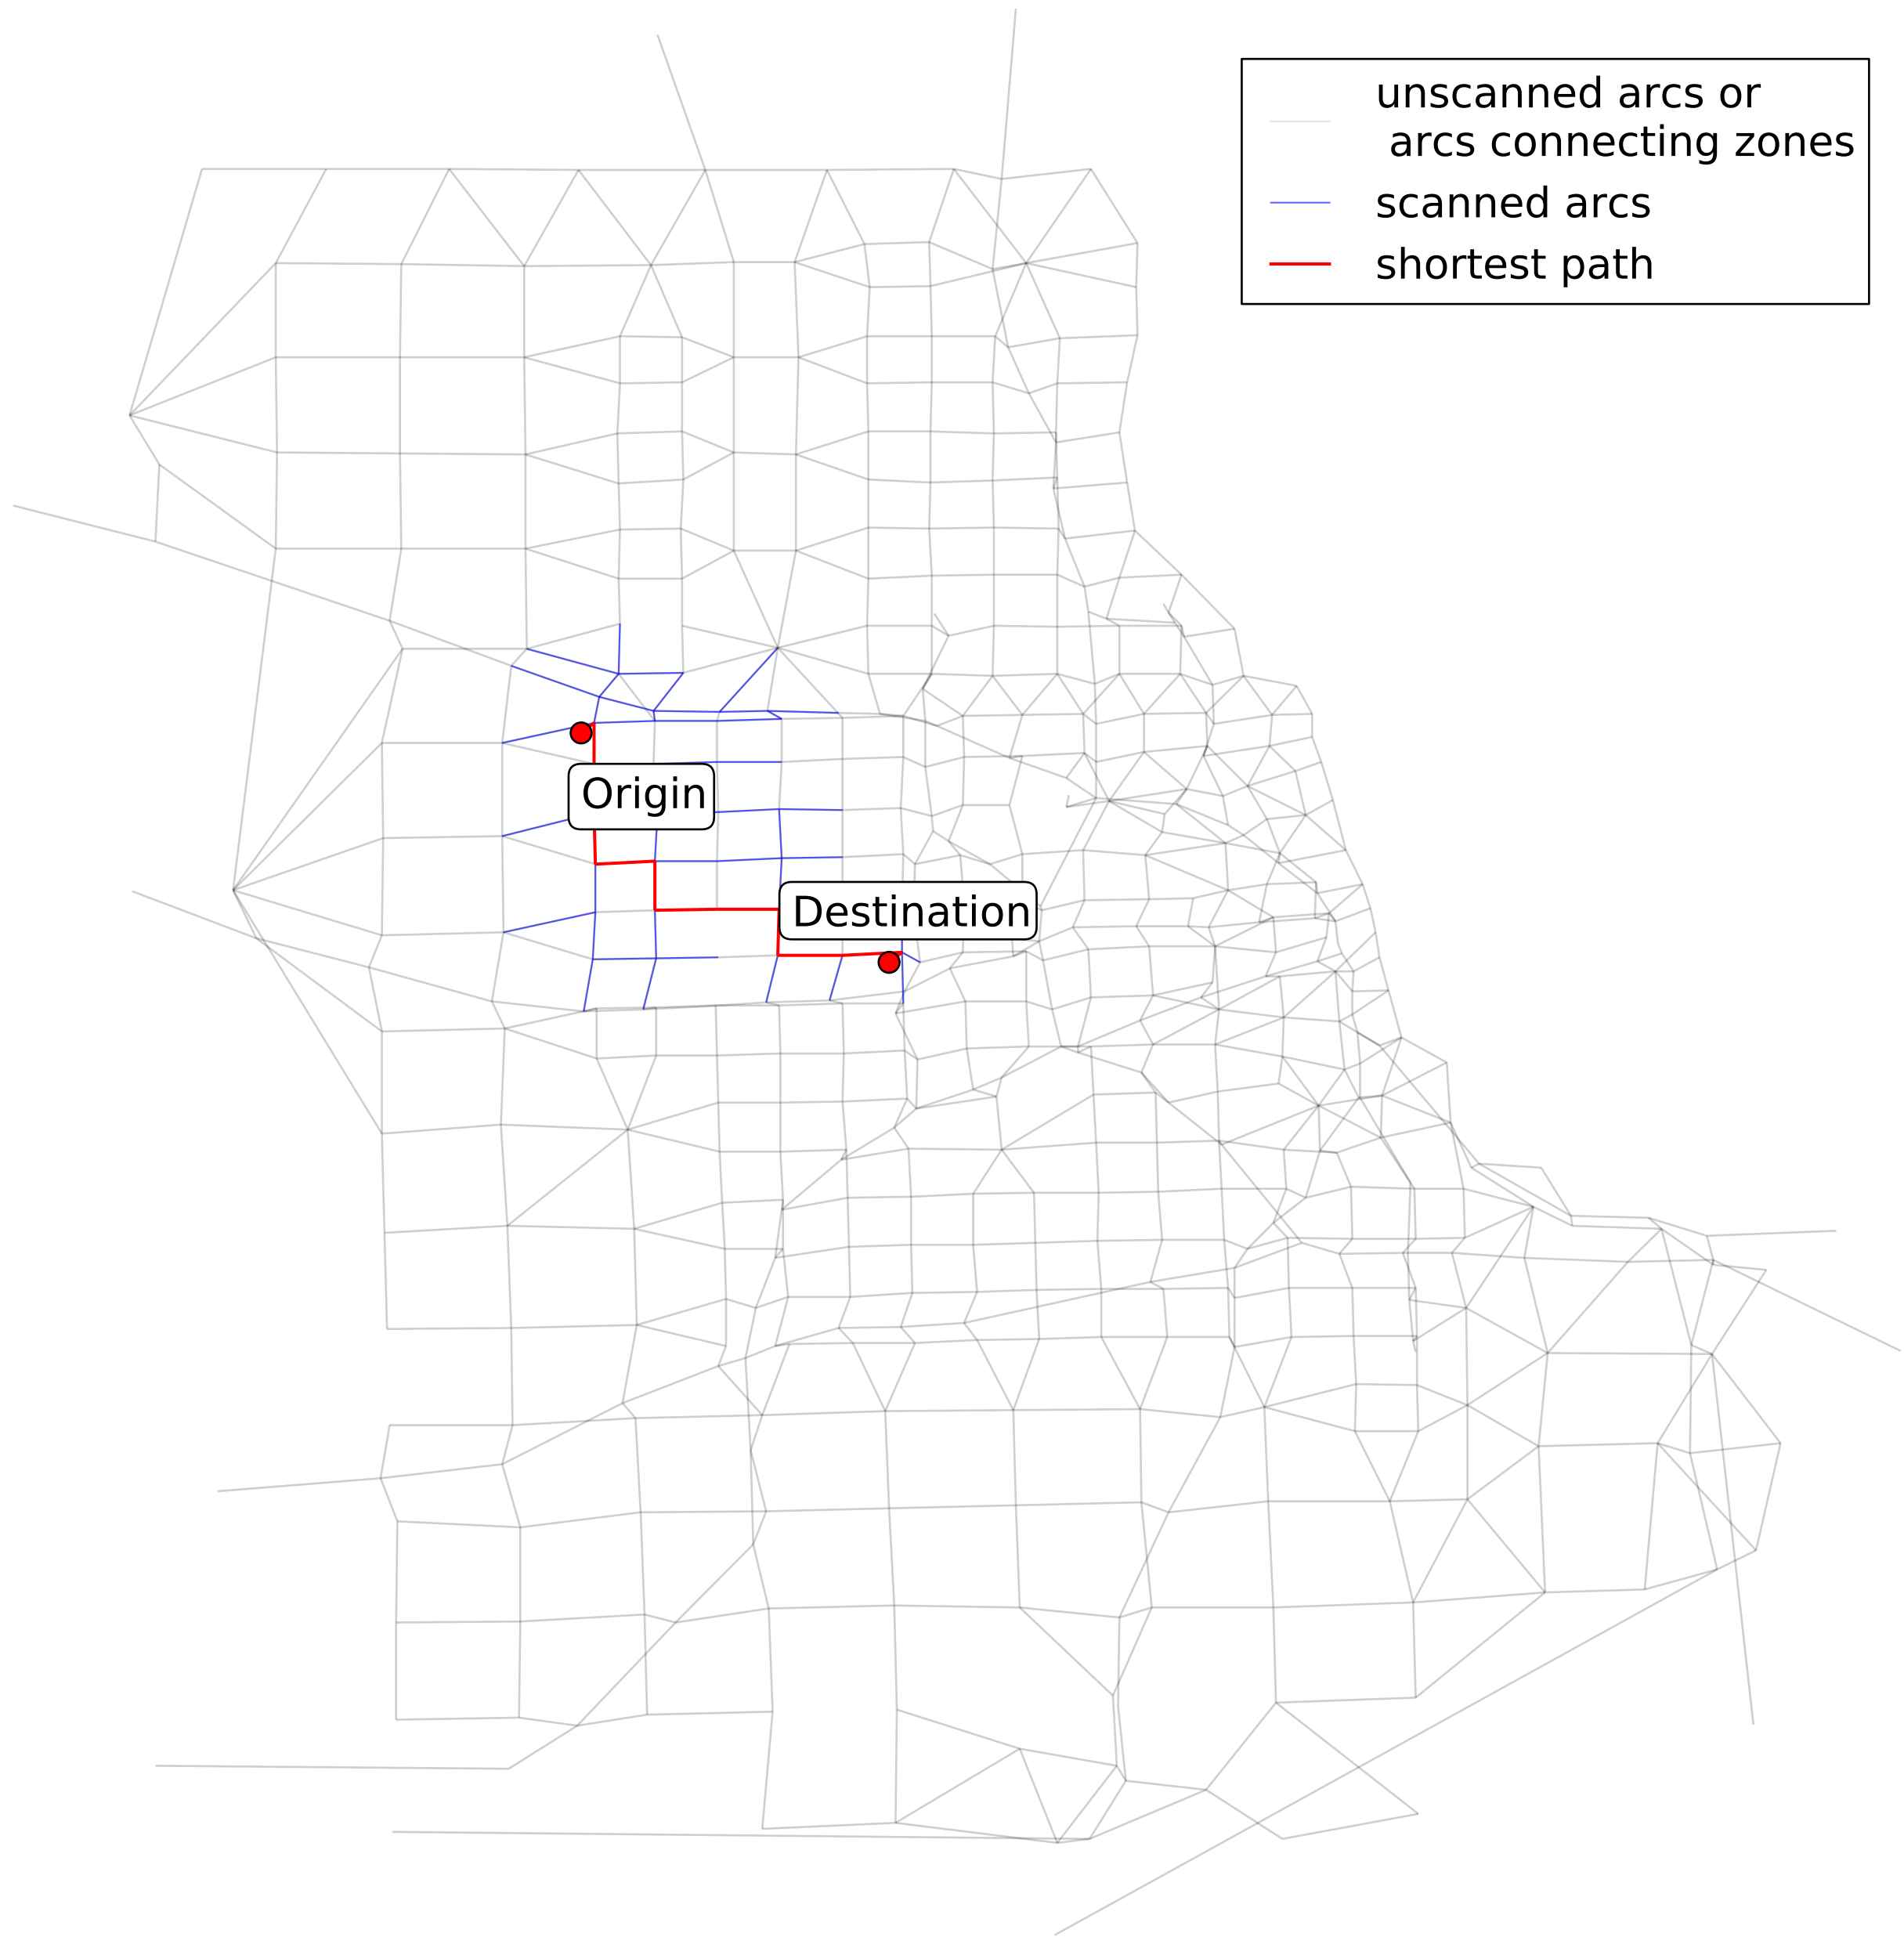 unscanned arcs or
arcs connecting zones
scanned arcs
shortest path
Origin
Destination